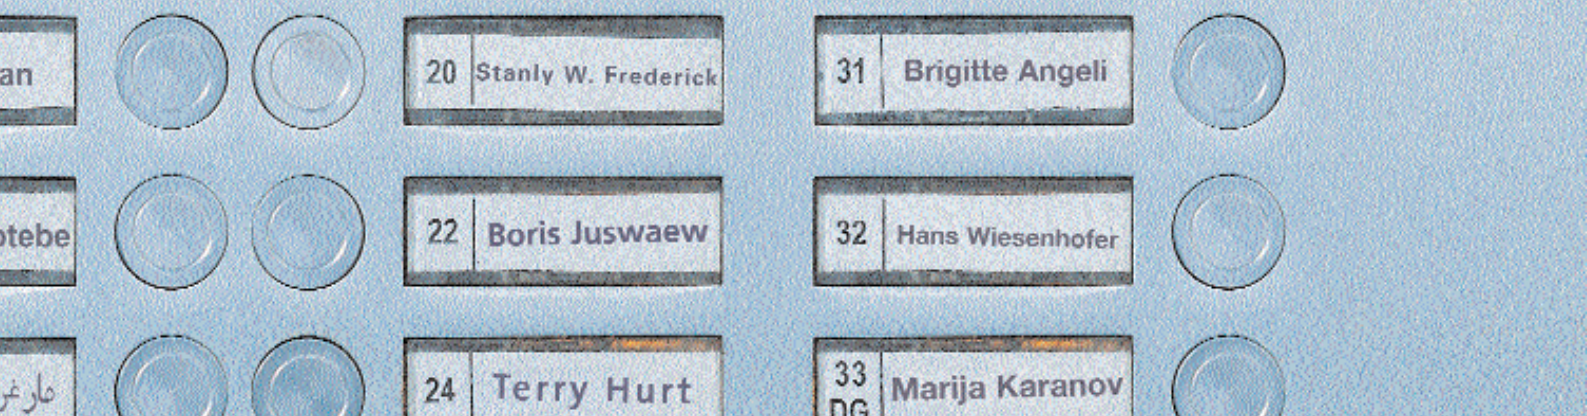 an
20 Stanly W. Frederick
31 Brigitte Angeli
otebe
22 Boris Juswaew
32 Hans Wiesenhofer
24 Terry Hurt
33 Marija Karanov
DG